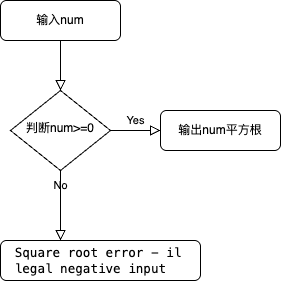 输入num
判断num>=0
Yes
输出num平方根
No
Square root error – il
legal negative input